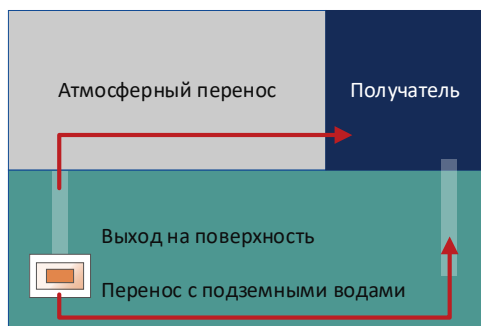 Атмосферный перенос
Получатель
Выход на поверхность
Перенос с подземными водами